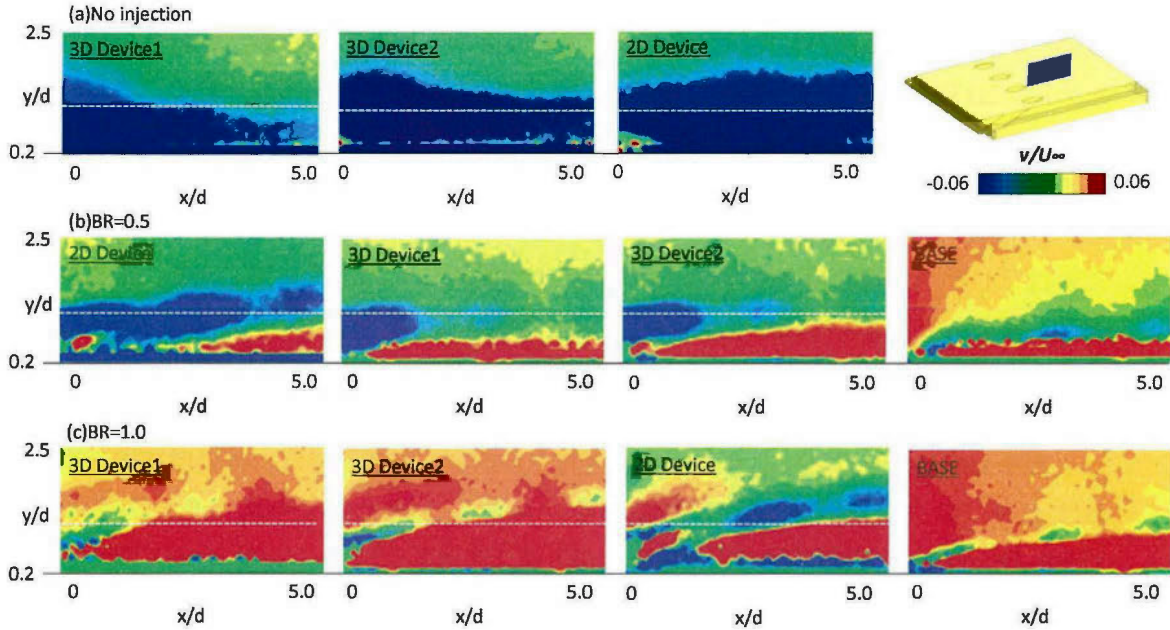 (a)No injection
2.5
3D Device1
3D Device2
2D Device
y/d
0.2
0
5.0
0
5.0
0
5.0
x/d
x/d
x/d
v/U∞
-0.06
0.06
(b)BR=0.5
2.5
2D Device
3D Device1
3D Device2
BASE
y/d
0.2
0
5.0
0
5.0
0
5.0
0
5.0
x/d
x/d
x/d
x/d
(c)BR=1.0
2.5
3D Device1
3D Device2
2D Device
BASE
y/d
0.2
0
5.0
0
5.0
0
5.0
0
5.0
x/d
x/d
x/d
x/d